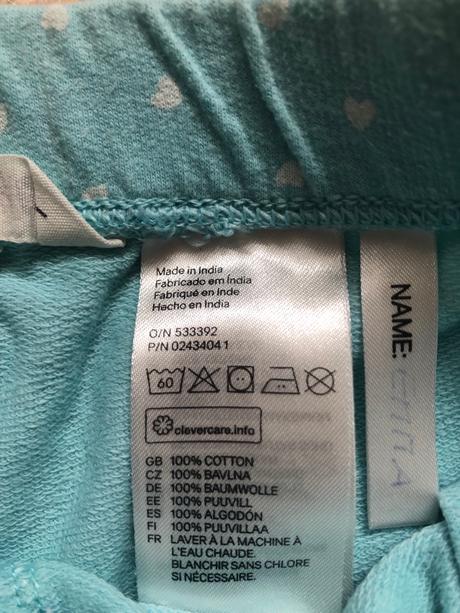 Made in India
Fabricado em Índia
Fabriqué en Inde
Hecho en India
O/N 533392
P/N 0243404 1
60
clevercare.info
GB 100% COTTON
CZ 100% BAVLNA
DE 100% BAUMWOLLE
EE 100% PUUVILL
ES 100% ALGODÓN
FI 100% PUUVILLAA
FR LAVER À LA MACHINE À
L'EAU CHAUDE.
BLANCHIR SANS CHLORE
SI NÉCESSAIRE.
NAME: